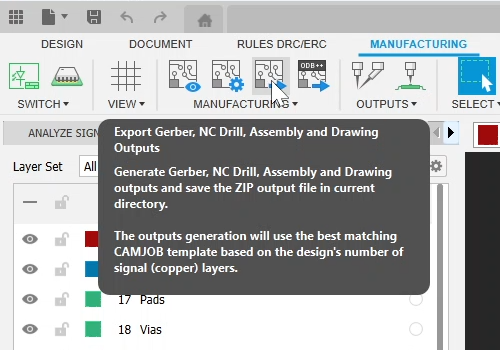 DESIGN DOCUMENT RULES DRC/ERC MANUFACTURING
ODB++
SWITCH VIEW MANUFACTURING OUTPUTS SELECT
ANALYZE SIGN
Export Gerber, NC Drill, Assembly and Drawing
Outputs
Layer Set All
Generate Gerber, NC Drill, Assembly and Drawing
outputs and save the ZIP output file in current
directory.
The outputs generation will use the best matching
CAMJOB template based on the design's number of
signal (copper) layers.
17 Pads
18 Vias